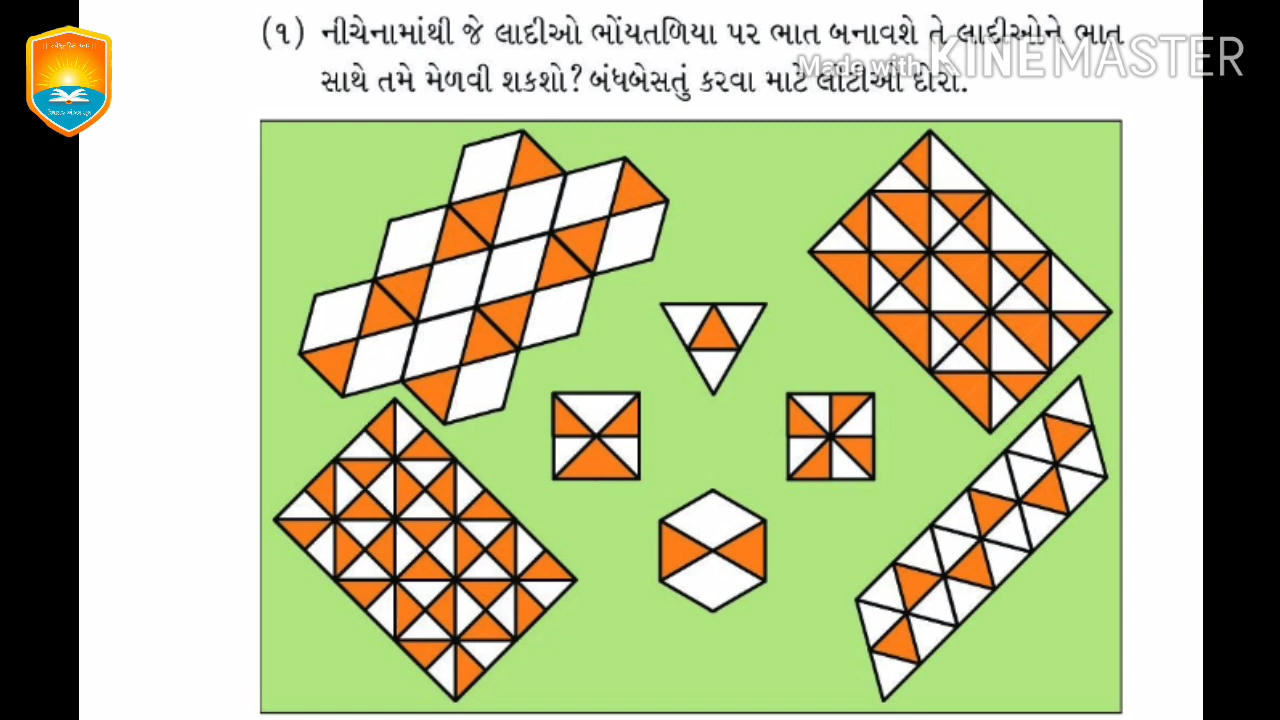 (૧) નીચેનામાંથી જે લાદીઓ ભોંયતળિયા પર ભાત બનાવશે તે લાદીઓને ભાત
સાથે તમે મેળવી શકશો? બંધબેસતું કરવા માટે લીટીઓ દોરો.
Made with KINEMASTER